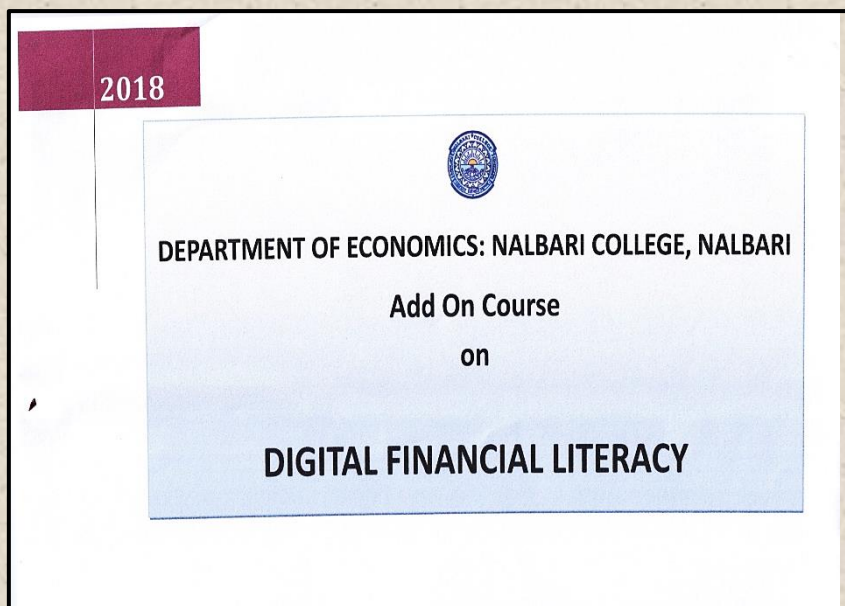 2018
DEPARTMENT OF ECONOMICS: NALBARI COLLEGE, NALBARI
Add On Course
on
DIGITAL FINANCIAL LITERACY